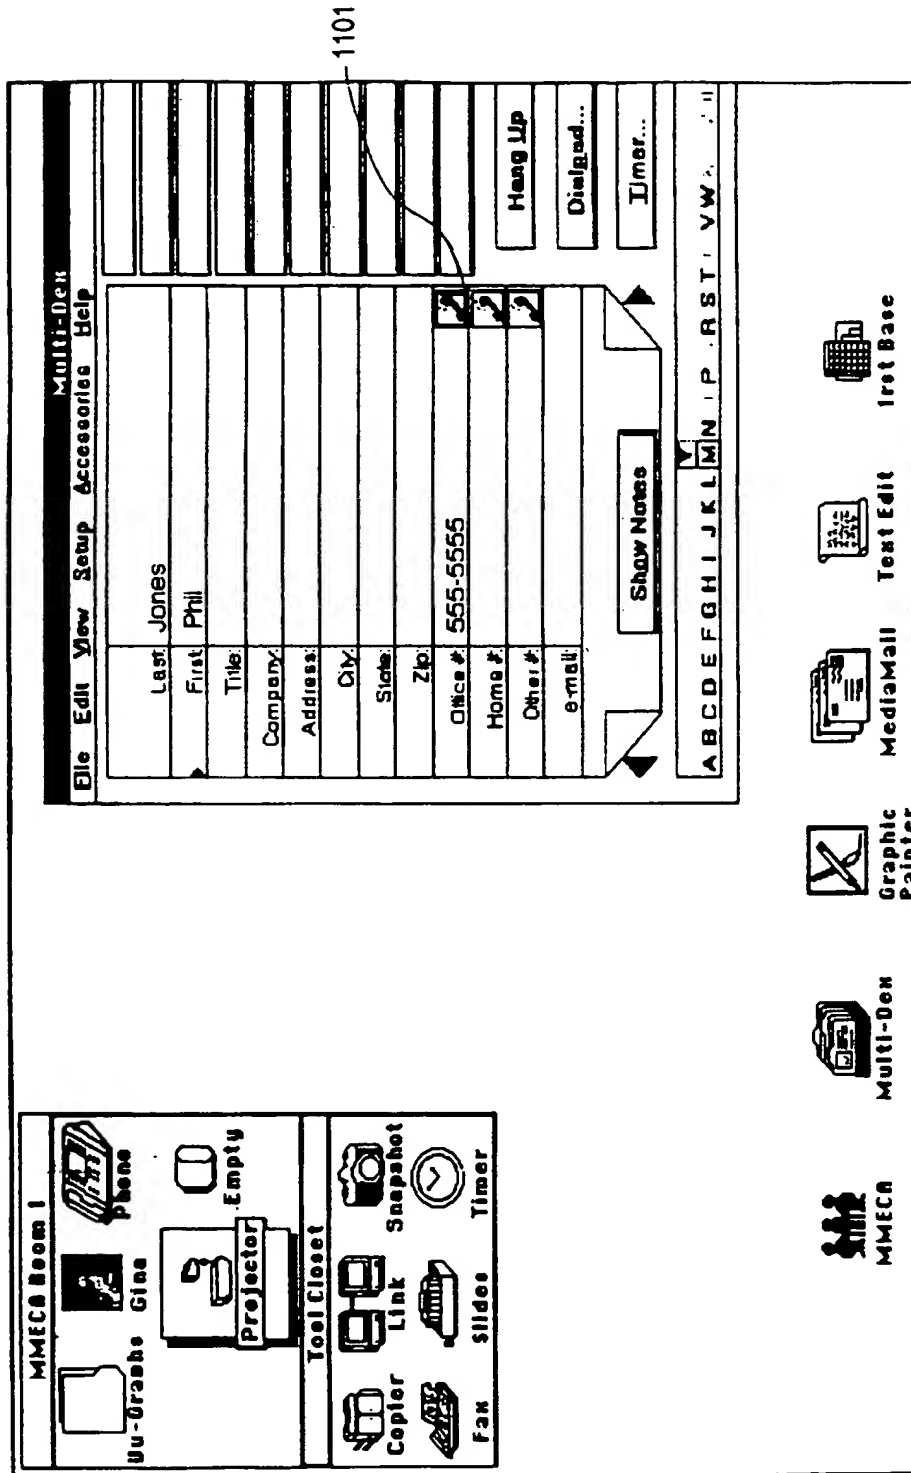 1101
MMECA Room 1
Phone
Gina
Vu-Graphs
Empty
Projector
Tool Closet
Copier
Link
Snapshot
Fax
Slides
Timer
Multi-Dex
File Edit View Setup Accessories Help
Last: Jones
First: Phil
Title:
Company:
Address:
City:
State:
Zip:
Office #: 555-5555
Home #:
Other #:
e-mail:
Show Notes
Hang Up
Dialpad...
Timer...
A B C D E F G H I J K L M N P R S T V W
MMECA
Multi-Dex
Graphic
Painter
MediaMail
Text Edit
Base